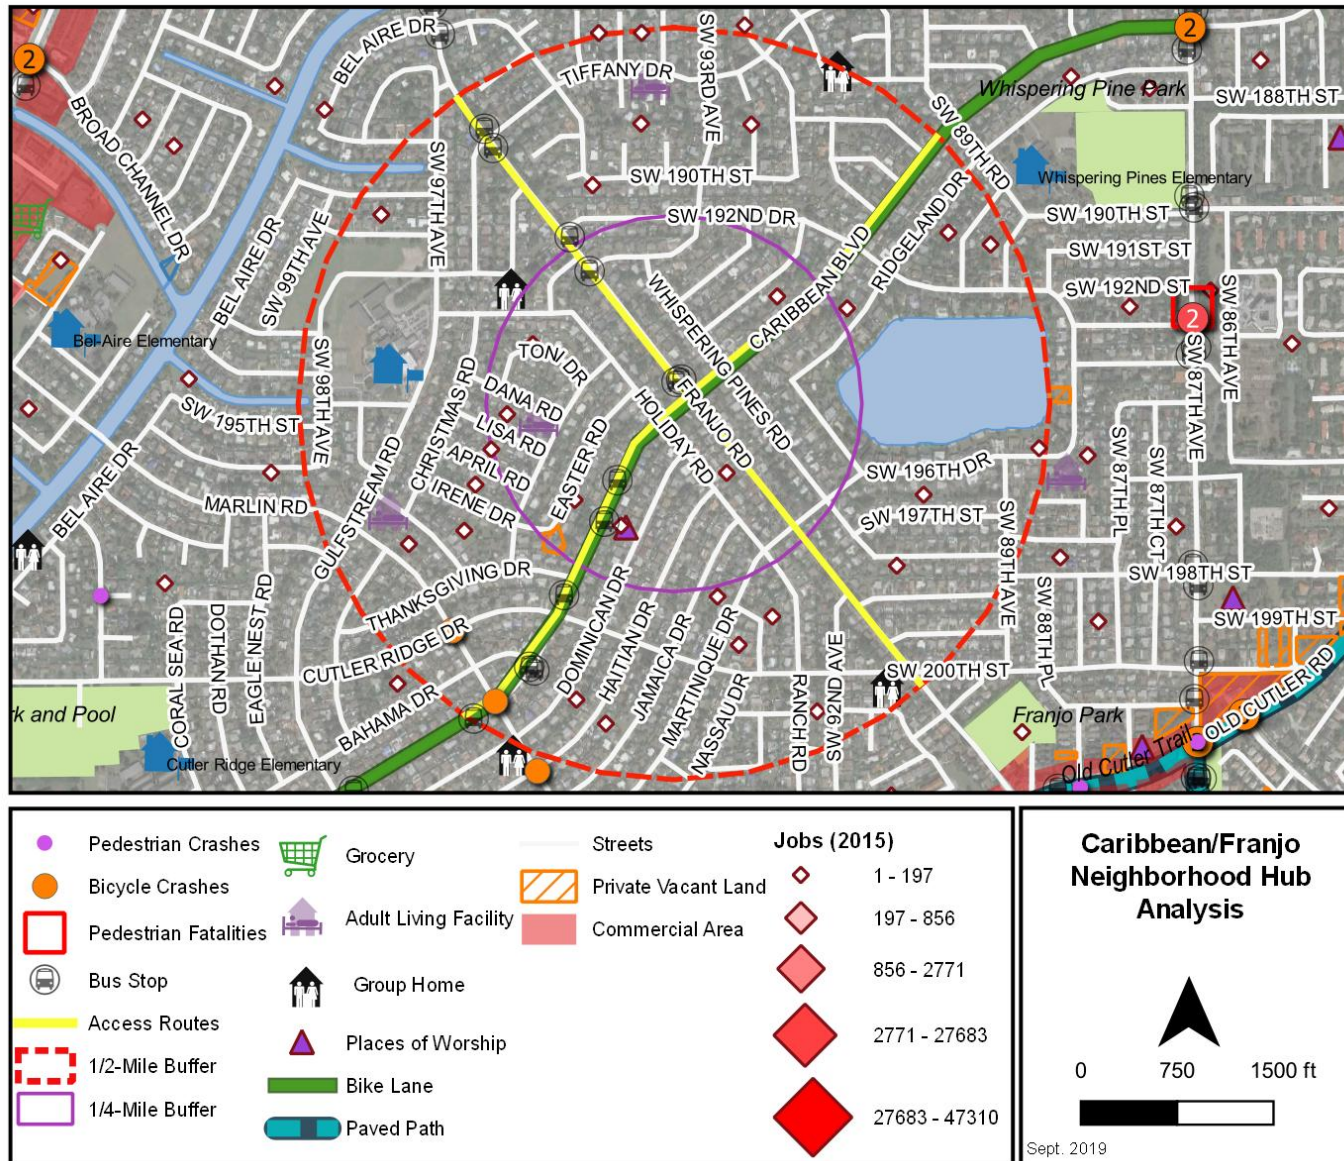 BEL AIRE DR
SW 93RD AVE
TIFFANY DR
2
2
Whispering Pine Park
SW 188TH ST
BROAD CHANNEL DR
SW 97TH AVE
SW 89TH RD
SW 190TH ST
Whispering Pines Elementary
SW 99TH AVE
BEL AIRE DR
BEL AIRE DR
SW 192ND DR
RIDGELAND DR
SW 190TH ST
SW 191ST ST
SW 192ND ST
CARIBBEAN BLVD
WHISPERING PINES RD
2
SW 86TH AVE
SW 87TH AVE
Bel-Aire Elementary
SW 98TH AVE
TONI DR
DANA RD
LISA RD
APRIL RD
IRENE DR
CHRISTMAS RD
EASTER RD
HOLIDAY RD
FRANJO RD
SW 195TH ST
GULFSTREAM RD
MARLIN RD
BEL AIRE DR
SW 196TH DR
SW 197TH ST
SW 87TH PL
SW 87TH CT
SW 89TH AVE
SW 88TH PL
SW 198TH ST
SW 199TH ST
THANKSGIVING DR
CUTLER RIDGE DR
BAHAMA DR
CORAL SEA RD
DOTHAN RD
EAGLE NEST RD
DOMINICAN DR
HAITIAN DR
JAMAICA DR
MARTINIQUE DR
NASSAU DR
RANCH RD
SW 92ND AVE
SW 200TH ST
rk and Pool
Cutler Ridge Elementary
Franjo Park
Old Cutler Trail
OLD CUTLER RD
Pedestrian Crashes
Bicycle Crashes
Pedestrian Fatalities
Bus Stop
Access Routes
1/2-Mile Buffer
1/4-Mile Buffer
Grocery
Adult Living Facility
Group Home
Places of Worship
Bike Lane
Paved Path
Streets
Private Vacant Land
Commercial Area
Jobs (2015)
1 - 197
197 - 856
856 - 2771
2771 - 27683
27683 - 47310
Caribbean/Franjo
Neighborhood Hub
Analysis
0 750 1500 ft
Sept. 2019